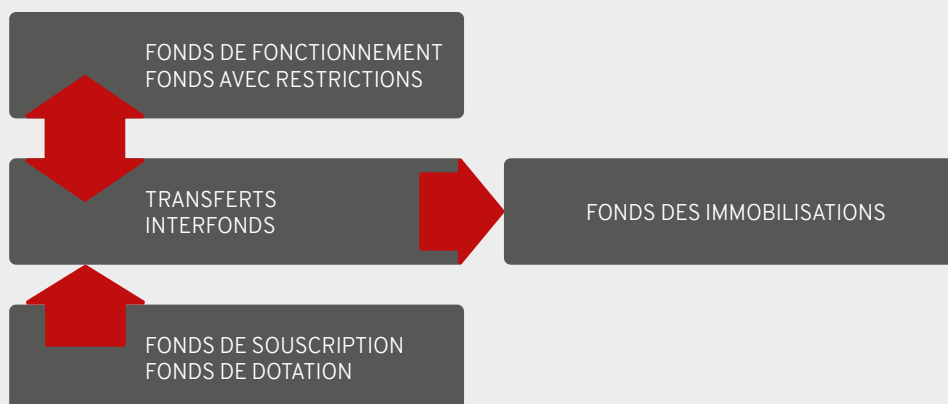 FONDS DE FONCTIONNEMENT
FONDS AVEC RESTRICTIONS
TRANSFERTS
INTERFONDS
FONDS DES IMMOBILISATIONS
FONDS DE SOUSCRIPTION
FONDS DE DOTATION